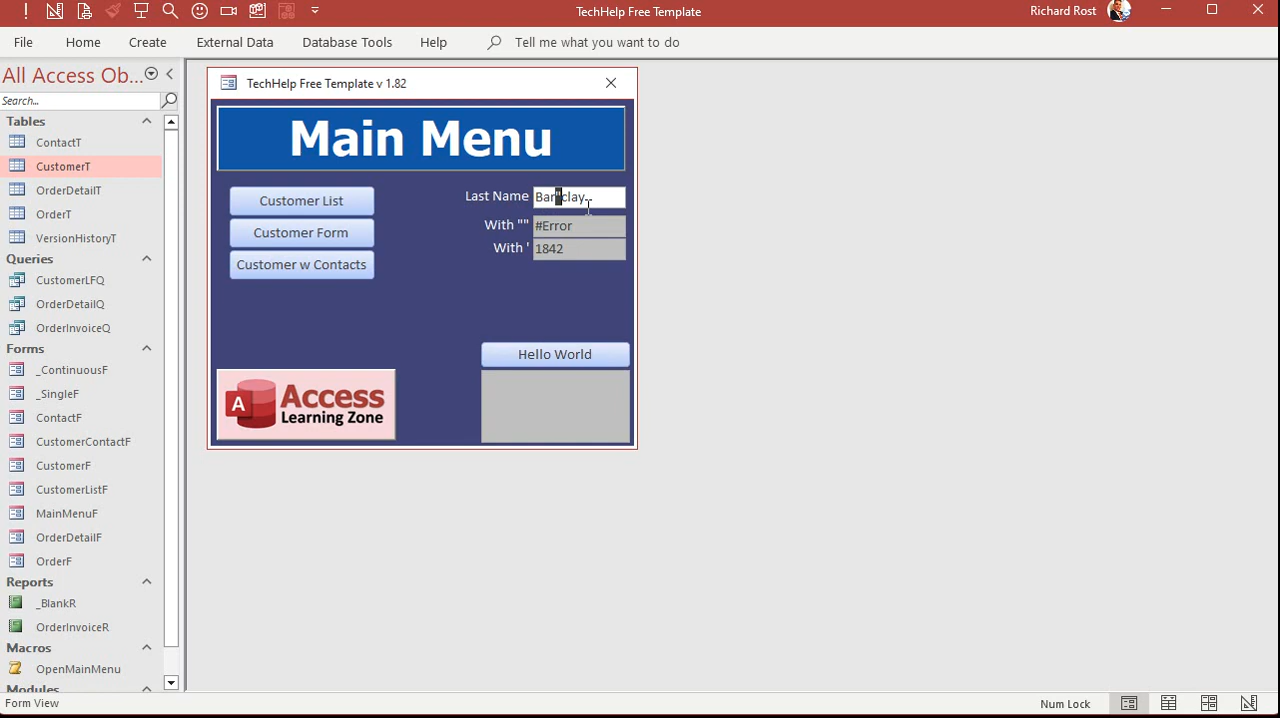 TechHelp Free Template
Richard Rost
File Home Create External Data Database Tools Help Tell me what you want to do
All Access Ob...
Search...
Tables
ContactT
CustomerT
OrderDetailT
OrderT
VersionHistoryT
Queries
CustomerLFQ
OrderDetailQ
OrderInvoiceQ
Forms
_ContinuousF
_SingleF
ContactF
CustomerContactF
CustomerF
CustomerListF
MainMenuF
OrderDetailF
OrderF
Reports
_BlankR
OrderInvoiceR
Macros
OpenMainMenu
Modules
TechHelp Free Template v 1.82
Main Menu
Customer List
Customer Form
Customer w Contacts
Last Name
With "" #Error
With ' 1842
Hello World
A Access
Learning Zone
Form View
Num Lock